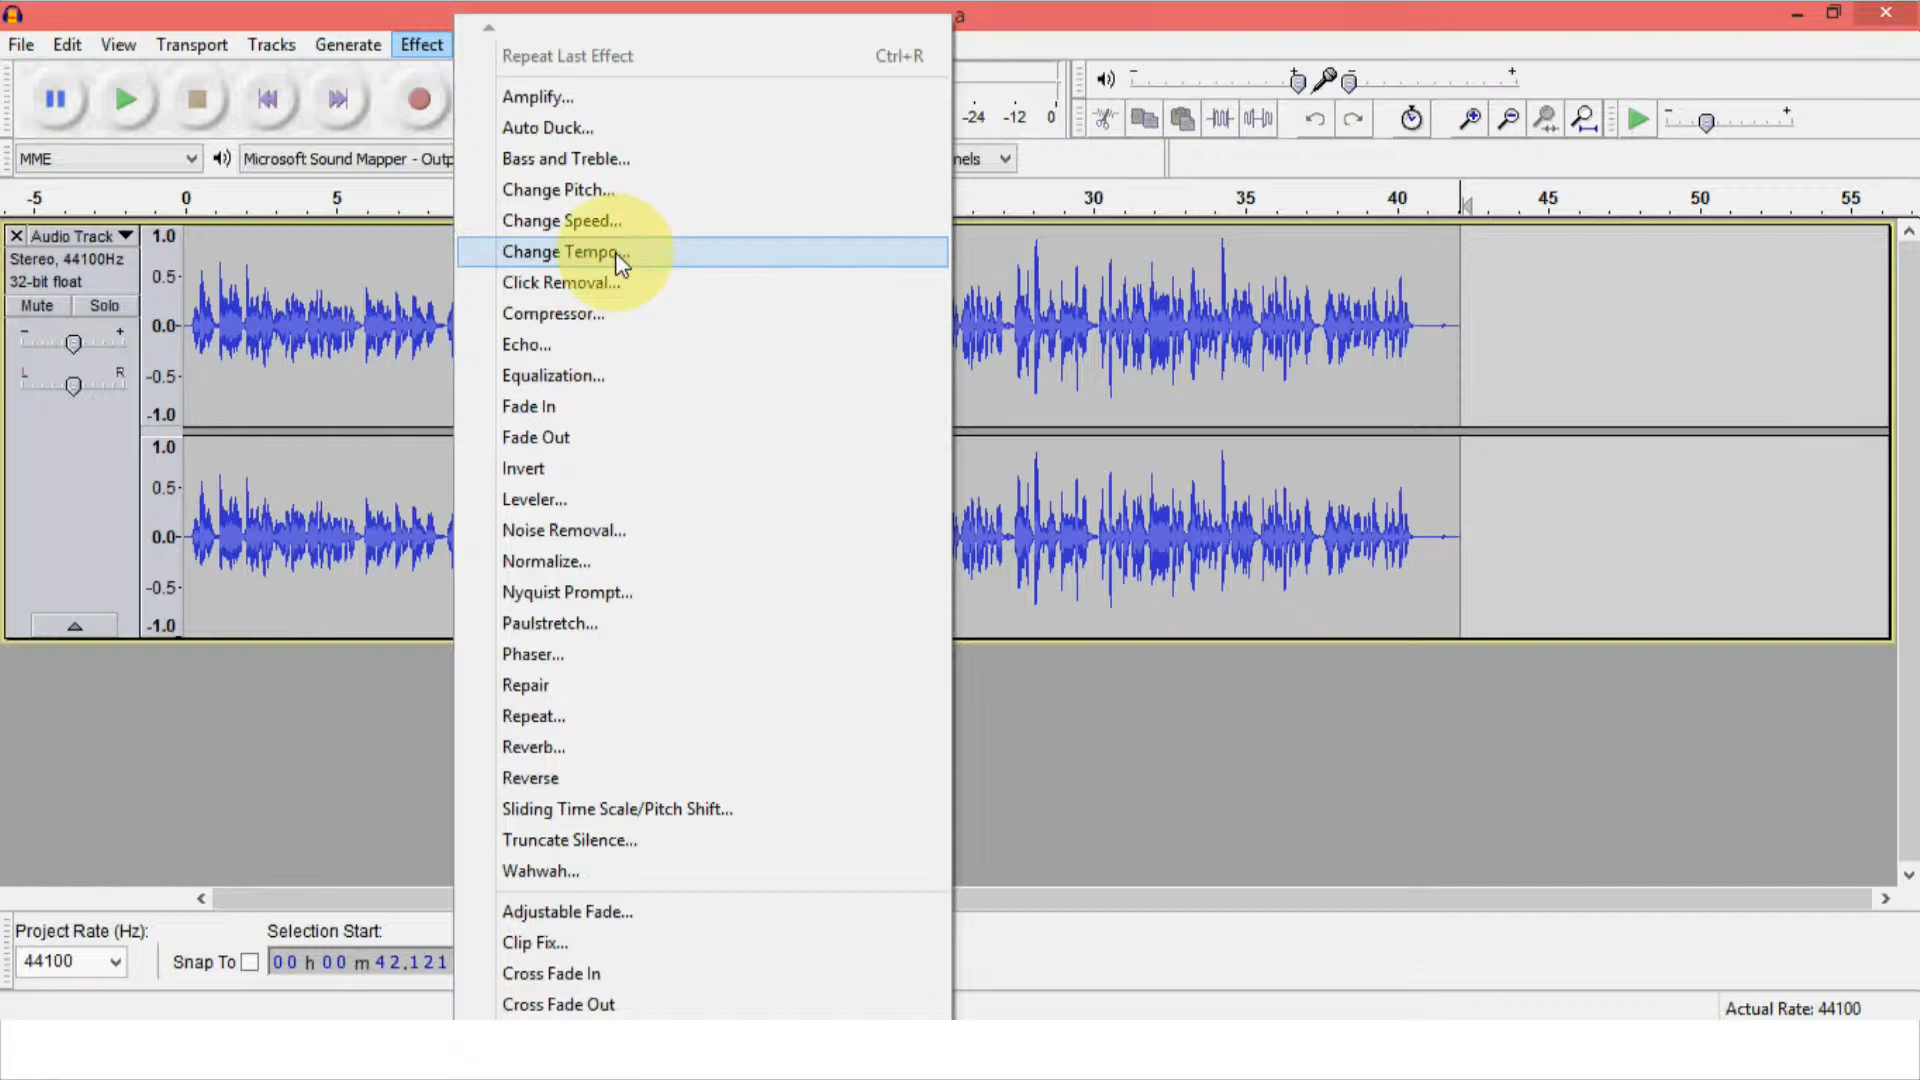 a
File Edit View Transport Tracks Generate Effect
Repeat Last Effect Ctrl+R
Amplify...
Auto Duck...
Bass and Treble...
Change Pitch...
Change Speed...
Change Tempo...
Click Removal...
Compressor...
Echo...
Equalization...
Fade In
Fade Out
Invert
Leveler...
Noise Removal...
Normalize...
Nyquist Prompt...
Paulstretch...
Phaser...
Repair
Repeat...
Reverb...
Reverse
Sliding Time Scale/Pitch Shift...
Truncate Silence...
Wahwah...
Adjustable Fade...
Clip Fix...
Cross Fade In
Cross Fade Out
-24 -12 0
MME Microsoft Sound Mapper - Outp nels
-5 0 5 30 35 40 45 50 55
Audio Track
Stereo, 44100Hz
32-bit float
Mute Solo
- +
L R
1.0
0.5
0.0
-0.5
-1.0
1.0
0.5
0.0
-0.5
-1.0
Project Rate (Hz): Selection Start:
44100 Snap To 00 h 00 m 42.121
Actual Rate: 44100